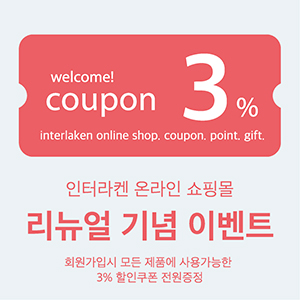 welcome!
coupon 3 %
interlaken online shop. coupon. point. gift.
인터라켄 온라인 쇼핑몰
리뉴얼 기념 이벤트
회원가입시 모든 제품에 사용가능한
3% 할인쿠폰 전원증정